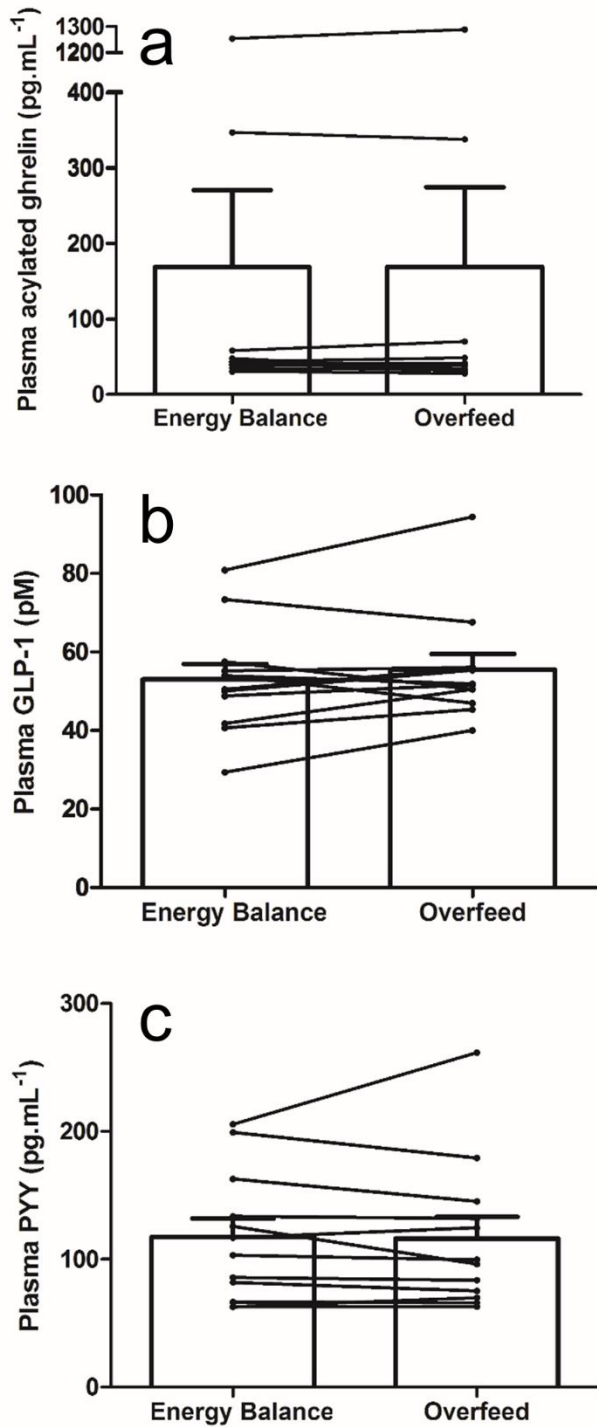 a
Plasma acylated ghrelin (pg.mL⁻¹)
1300
1200
400
300
200
100
0
Energy Balance Overfeed
b
Plasma GLP-1 (pM)
100
80
60
40
20
0
Energy Balance Overfeed
c
Plasma PYY (pg.mL⁻¹)
300
200
100
0
Energy Balance Overfeed